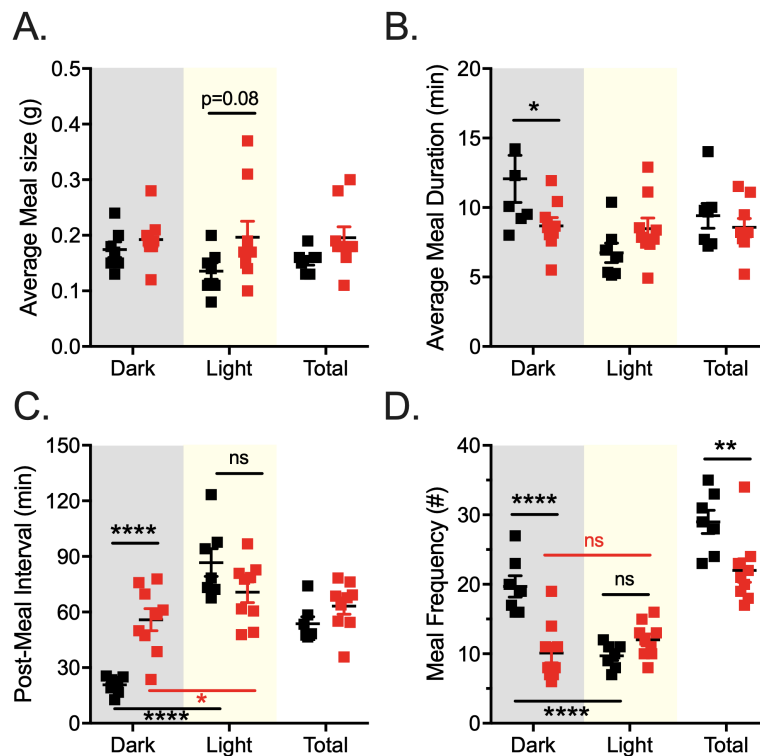 A.
B.
Average Meal size (g)
0.5
0.4
0.3
0.2
0.1
0.0
p=0.08
Dark
Light
Total
Average Meal Duration (min)
20
15
10
5
0
*
Dark
Light
Total
C.
D.
Post-Meal Interval (min)
150
120
90
60
30
0
****
ns
*
****
Dark
Light
Total
Meal Frequency (#)
40
30
20
10
0
****
ns
ns
**
****
Dark
Light
Total